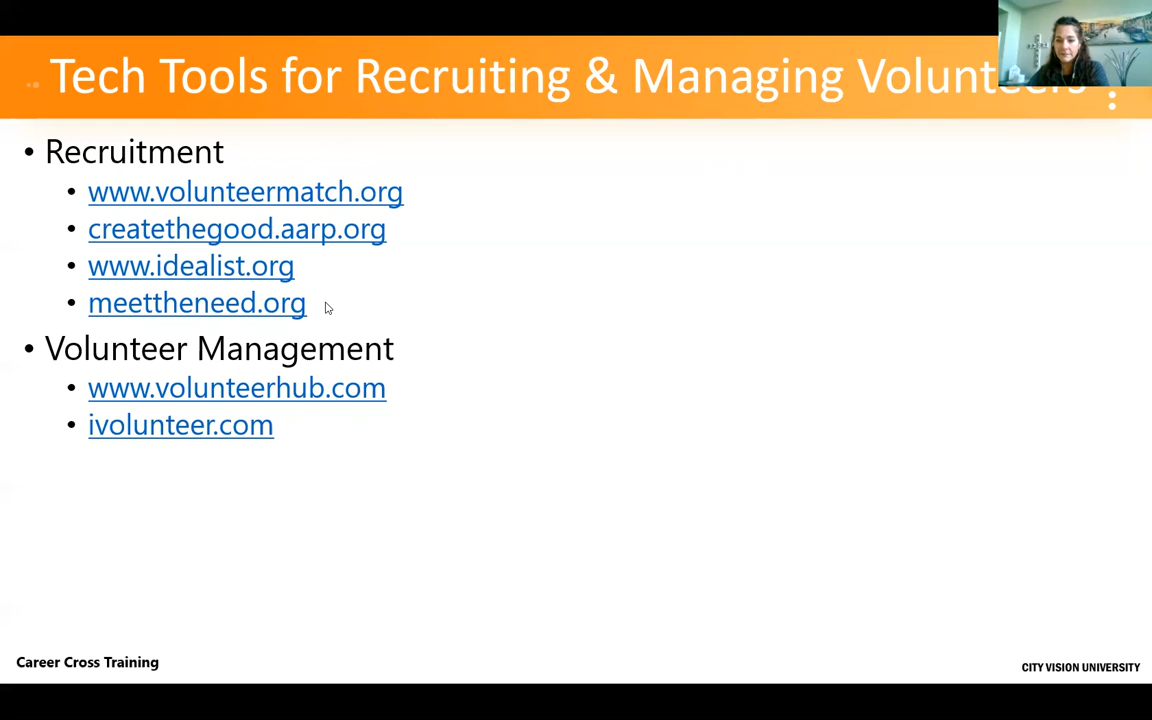 Tech Tools for Recruiting & Managing Volunteers
• Recruitment
• www.volunteermatch.org
• createthegood.aarp.org
• www.idealist.org
• meettheneed.org
• Volunteer Management
• www.volunteerhub.com
• ivolunteer.com
Career Cross Training
CITY VISION UNIVERSITY